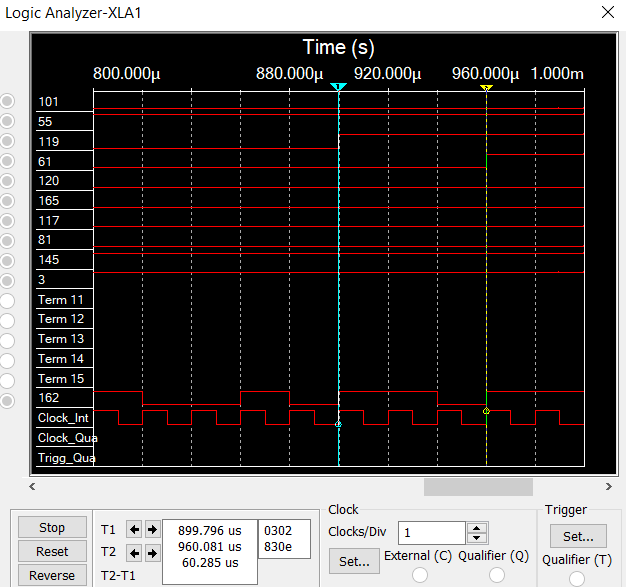 Logic Analyzer-XLA1
Time (s)
800.000µ 880.000µ 920.000µ 960.000µ 1.000m
101
55
119
61
120
165
117
81
145
3
Term 11
Term 12
Term 13
Term 14
Term 15
162
Clock_Int
Clock_Qua
Trigg_Qua
Stop
Reset
Reverse
T1 899.796 us 0302
T2 960.081 us 830e
T2-T1 60.285 us
Clock
Clocks/Div 1
Set... External (C) Qualifier (Q)
Trigger
Set...
Qualifier (T)